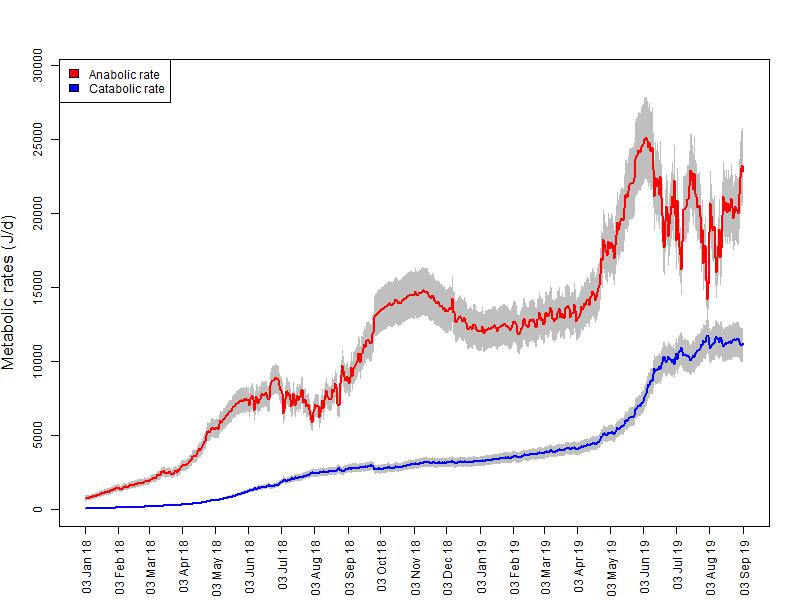 Anabolic rate
Catabolic rate
Metabolic rates (J/d)
30000
25000
20000
15000
10000
5000
0
03 Jan 18
03 Feb 18
03 Mar 18
03 Apr 18
03 May 18
03 Jun 18
03 Jul 18
03 Aug 18
03 Sep 18
03 Oct 18
03 Nov 18
03 Dec 18
03 Jan 19
03 Feb 19
03 Mar 19
03 Apr 19
03 May 19
03 Jun 19
03 Jul 19
03 Aug 19
03 Sep 19